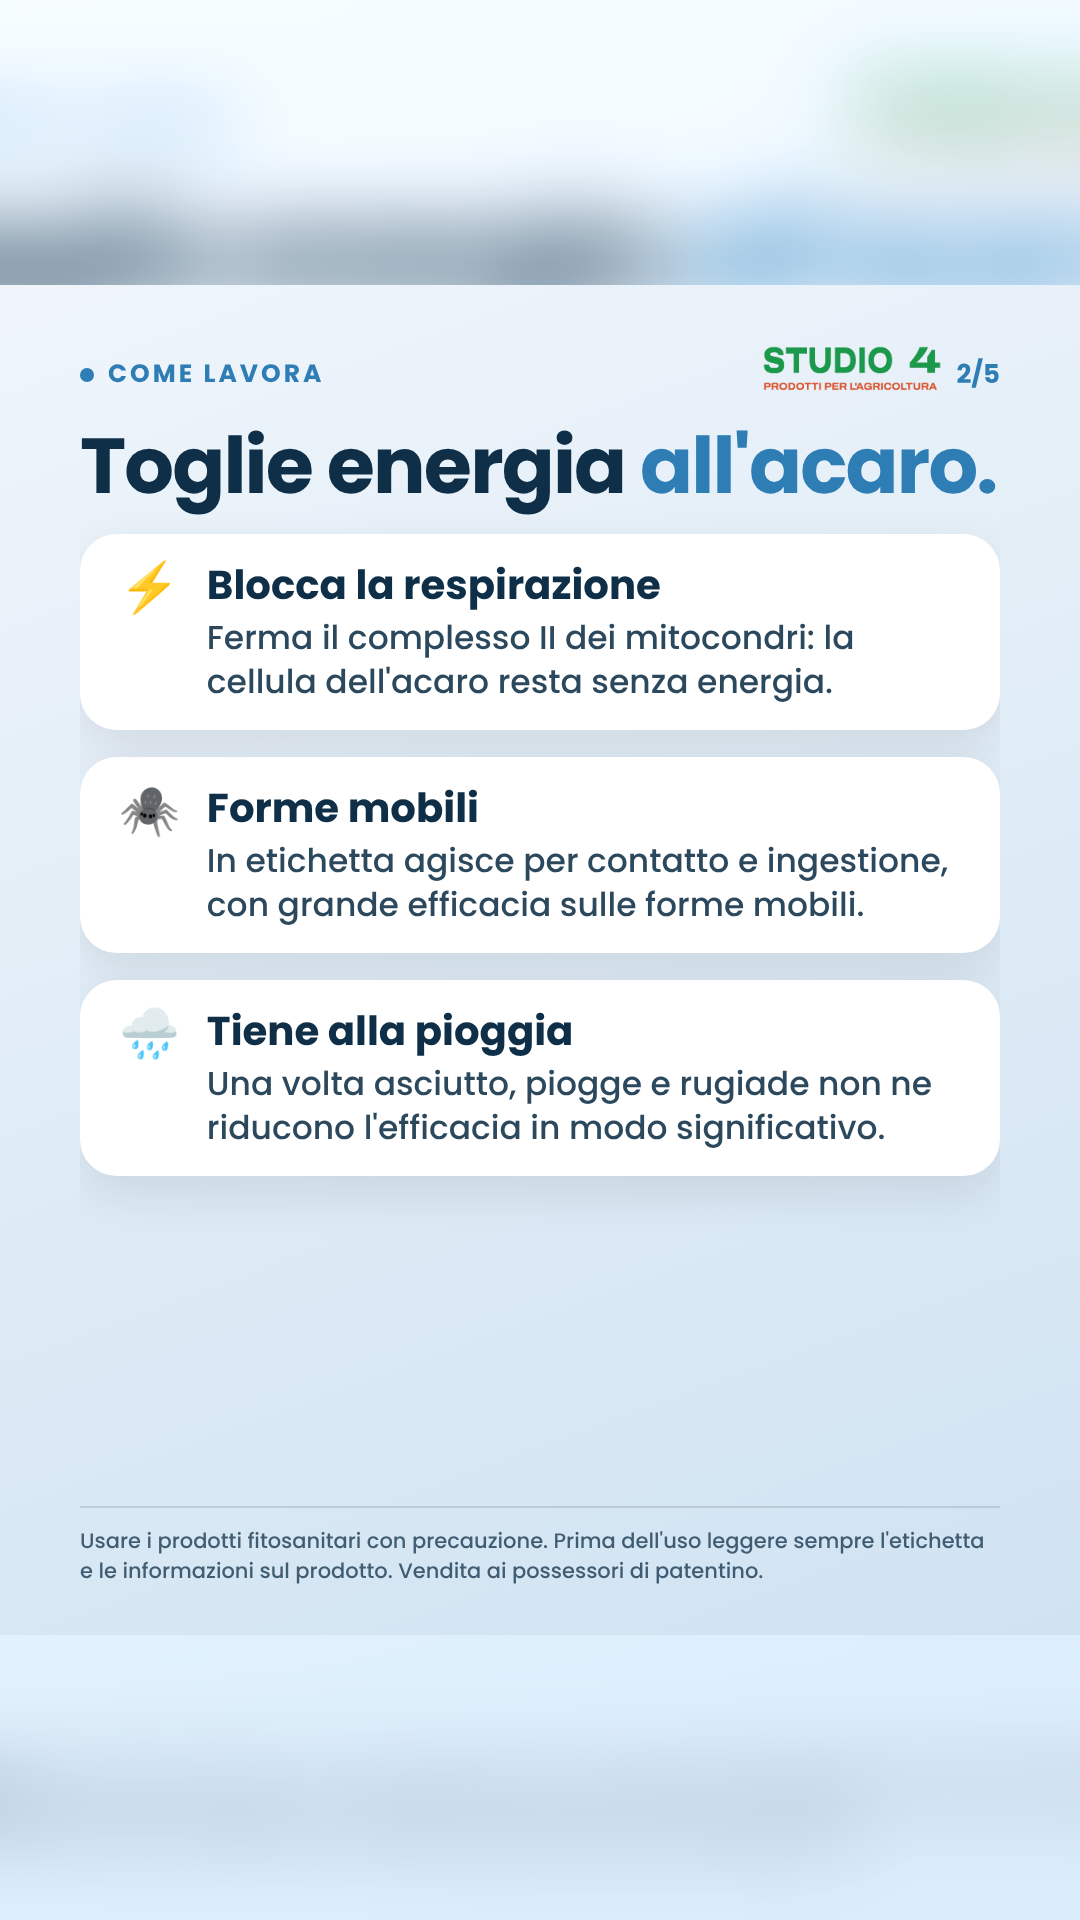 COME LAVORA
STUDIO 4
PRODOTTI PER L'AGRICOLTURA
2/5
Toglie energia all'acaro.
Blocca la respirazione
Ferma il complesso II dei mitocondri: la
cellula dell'acaro resta senza energia.
Forme mobili
In etichetta agisce per contatto e ingestione,
con grande efficacia sulle forme mobili.
Tiene alla pioggia
Una volta asciutto, piogge e rugiade non ne
riducono l'efficacia in modo significativo.
Usare i prodotti fitosanitari con precauzione. Prima dell'uso leggere sempre l'etichetta
e le informazioni sul prodotto. Vendita ai possessori di patentino.